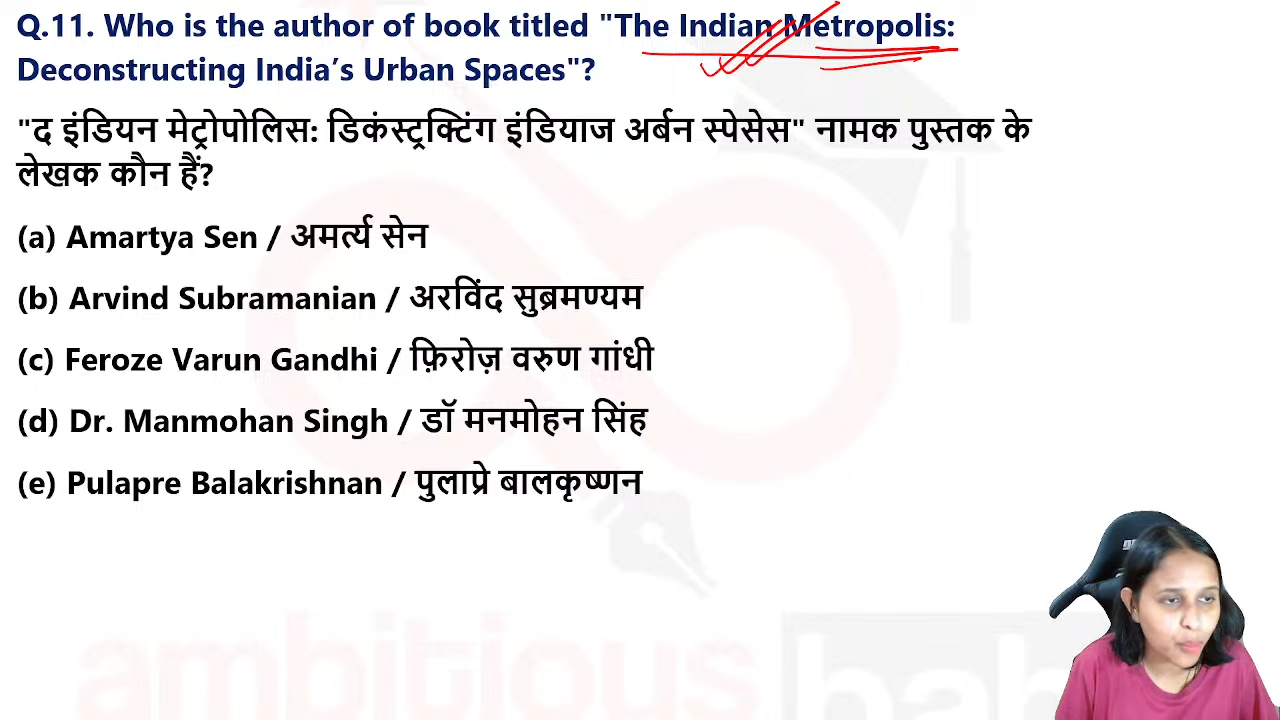 Q.11. Who is the author of book titled "The Indian Metropolis:
Deconstructing India’s Urban Spaces"?
"द इंडियन मेट्रोपोलिस: डिकंस्ट्रक्टिंग इंडियाज अर्बन स्पेसेस" नामक पुस्तक के
लेखक कौन हैं?
(a) Amartya Sen / अमर्त्य सेन
(b) Arvind Subramanian / अरविंद सुब्रमण्यम
(c) Feroze Varun Gandhi / फ़िरोज़ वरुण गांधी
(d) Dr. Manmohan Singh / डॉ मनमोहन सिंह
(e) Pulapre Balakrishnan / पुलाप्रे बालकृष्णन
ambitious